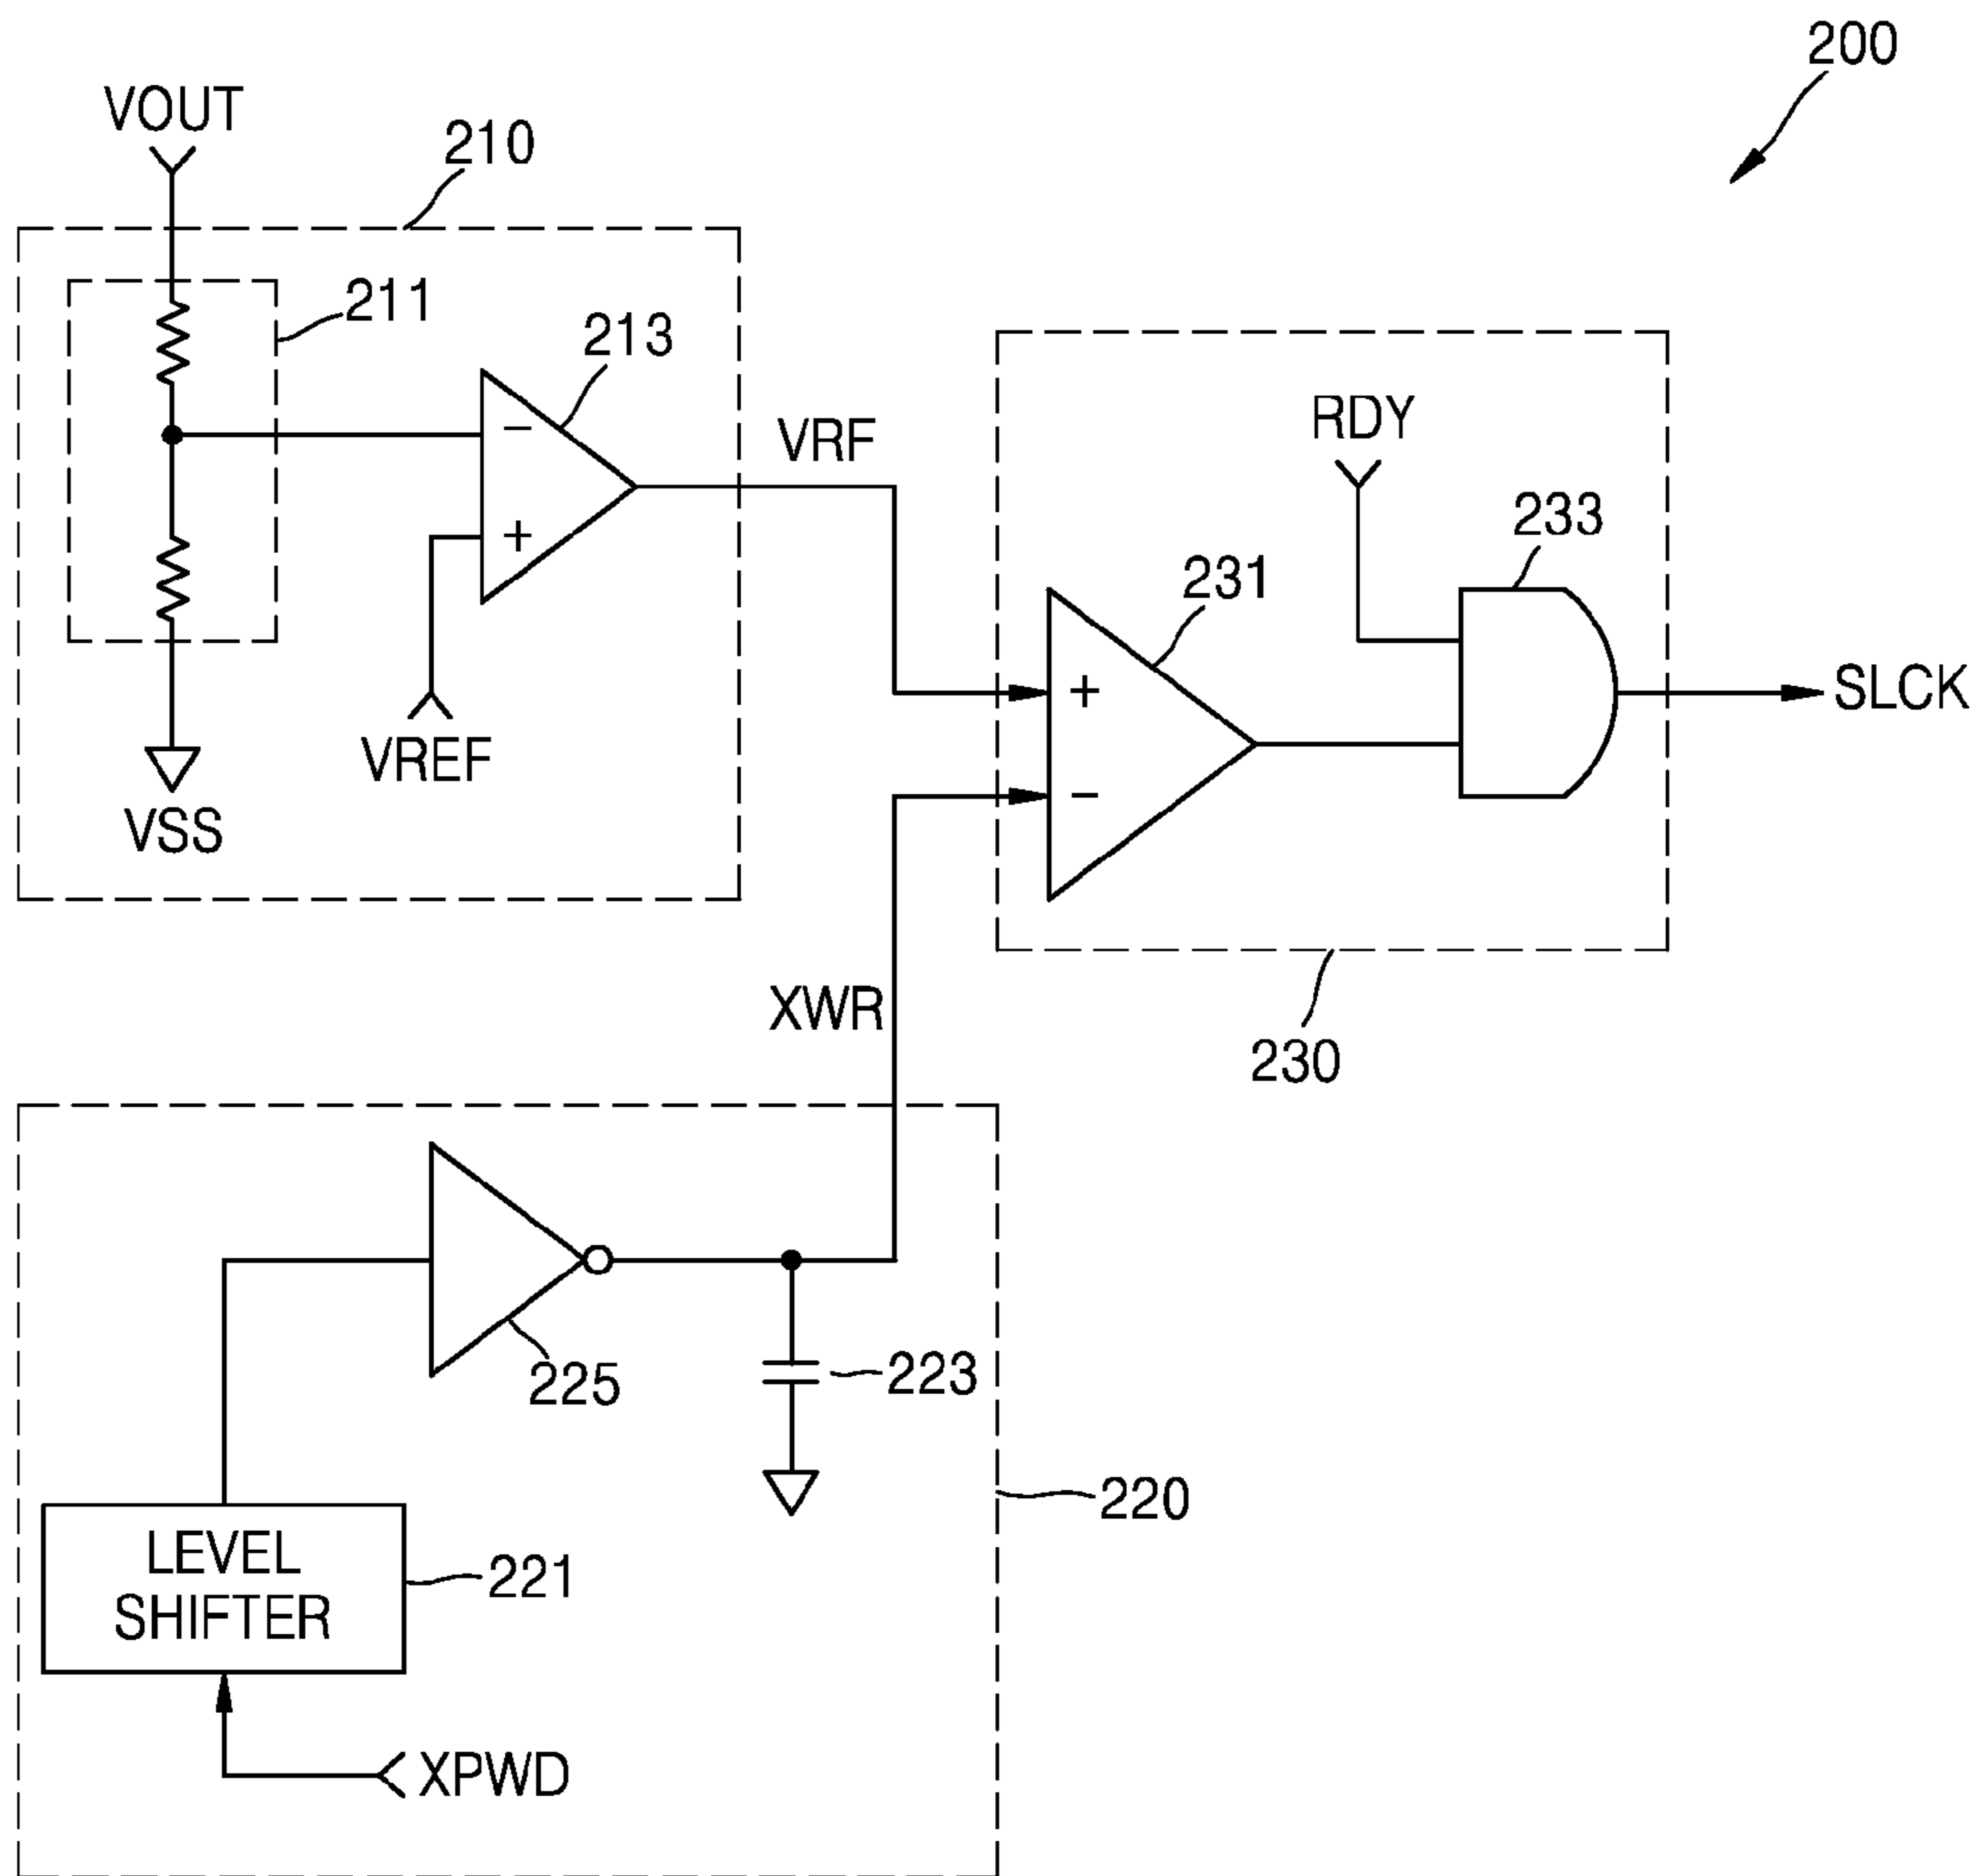 200
VOUT
210
211
213
VRF
RDY
233
231
−
+
+
−
SLCK
VREF
VSS
XWR
230
225
223
220
LEVEL
SHIFTER
221
XPWD